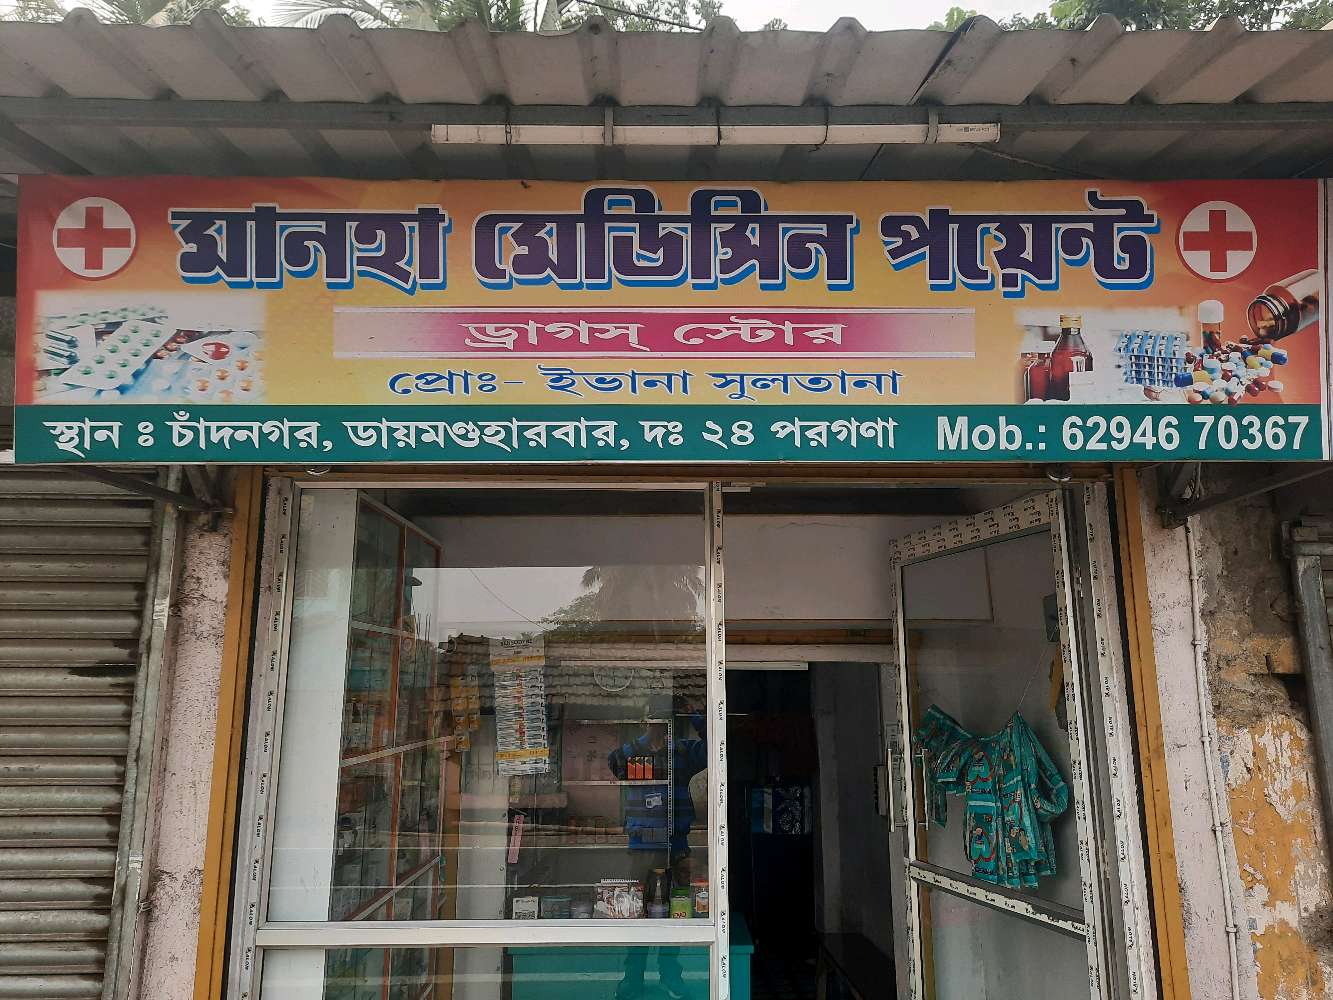 মানহা মেডিসিন পয়েন্ট
ড্রাগস্ স্টোর
প্রোঃ- ইভানা সুলতানা
স্থান ঃ চাঁদনগর, ডায়মণ্ডহারবার, দঃ ২৪ পরগণা Mob.: 62946 70367